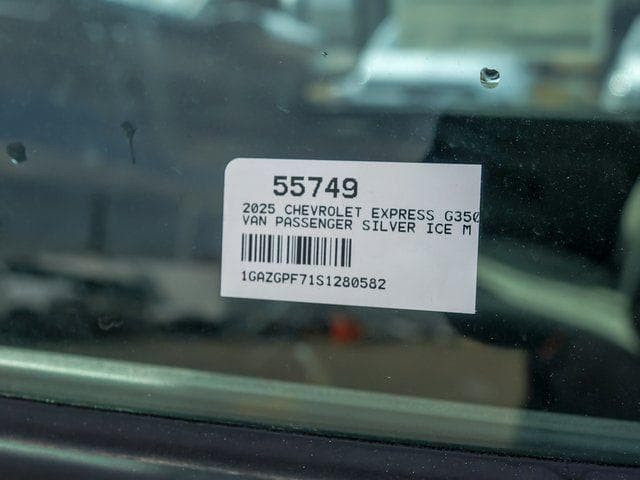 55749
2025 CHEVROLET EXPRESS G350
VAN PASSENGER SILVER ICE M
1GAZGPF71S1280582